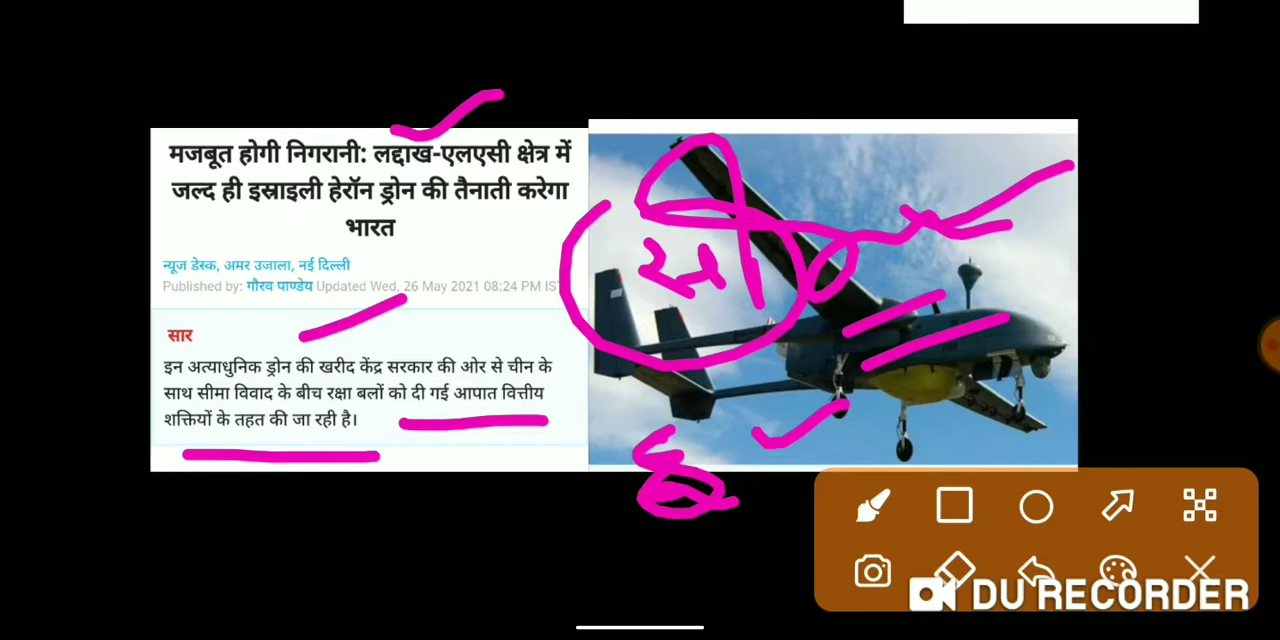 मजबूत होगी निगरानी: लद्दाख-एलएसी क्षेत्र में
जल्द ही इस्राइली हेरॉन ड्रोन की तैनाती करेगा
भारत
न्यूज डेस्क, अमर उजाला, नई दिल्ली
Published by: गौरव पाण्डेय Updated Wed, 26 May 2021 08:24 PM IST
सार
इन अत्याधुनिक ड्रोन की खरीद केंद्र सरकार की ओर से चीन के
साथ सीमा विवाद के बीच रक्षा बलों को दी गई आपात वित्तीय
शक्तियों के तहत की जा रही है।
DU RECORDER